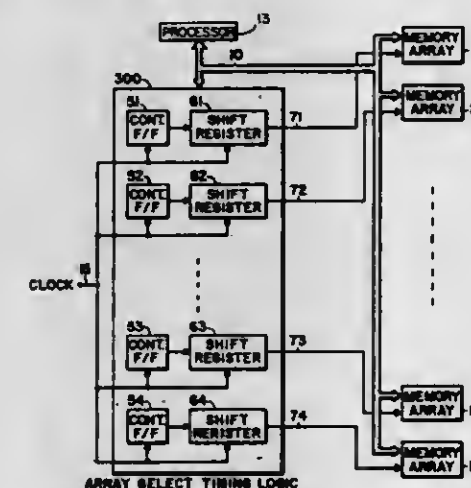 PROCESSOR
13
10
300
51
CONT.
F/F
61
SHIFT
REGISTER
71
52
CONT.
F/F
62
SHIFT
REGISTER
72
CLOCK
15
53
CONT.
F/F
63
SHIFT
REGISTER
73
54
CONT.
F/F
64
SHIFT
RERISTER
74
ARRAY SELECT TIMING LOGIC
MEMORY
ARRAY
MEMORY
ARRAY
MEMORY
ARRAY
MEMORY
ARRAY